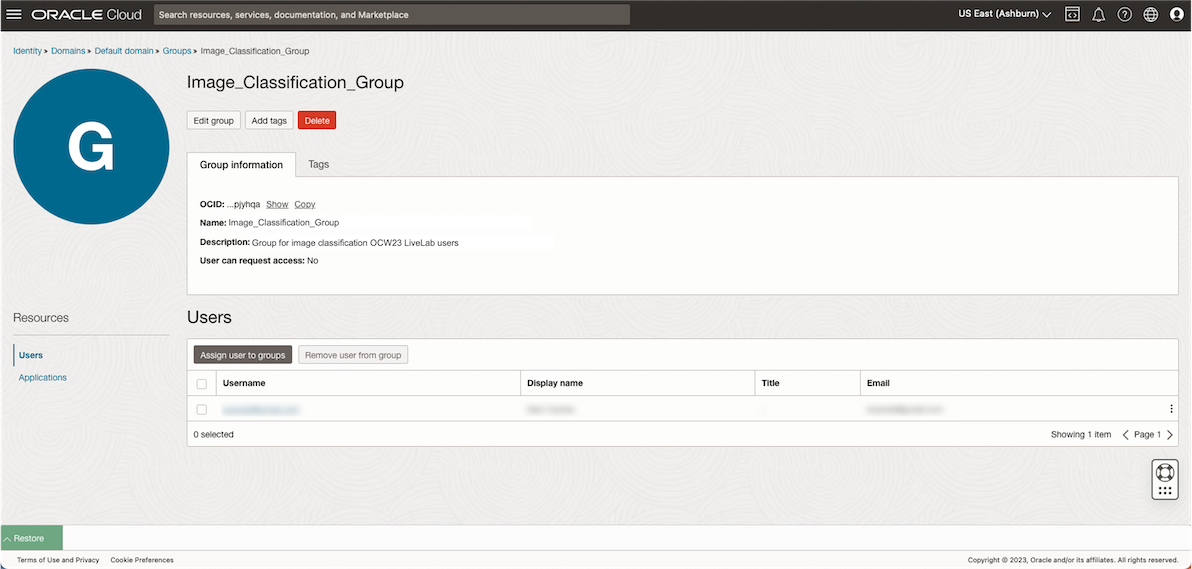 ORACLE Cloud
Search resources, services, documentation, and Marketplace
US East (Ashburn)
Identity » Domains » Default domain » Groups » Image_Classification_Group
G
Image_Classification_Group
Edit group
Add tags
Delete
Group information
Tags
OCID: ...pjyhqa Show Copy
Name: Image_Classification_Group
Description: Group for image classification OCW23 LiveLab users
User can request access: No
Resources
Users
Applications
Users
Assign user to groups
Remove user from group
Username Display name Title Email
0 selected
Showing 1 item
Page 1
Restore
Terms of Use and Privacy Cookie Preferences
Copyright © 2023, Oracle and/or its affiliates. All rights reserved.